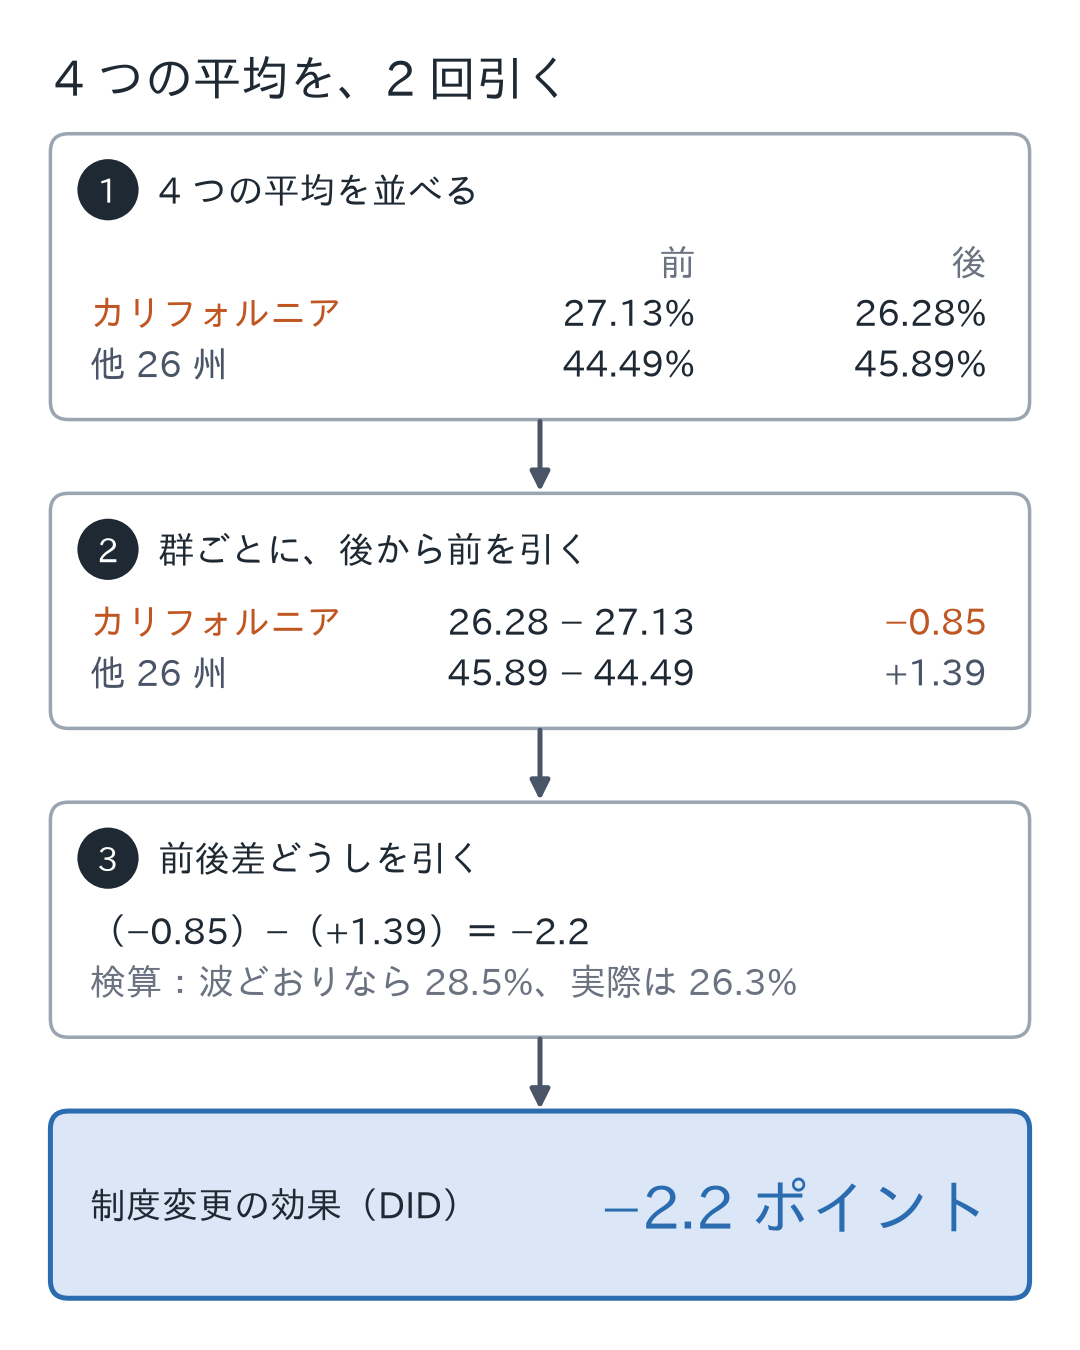 4 つの平均を、2 回引く
1 4 つの平均を並べる
前 後
カリフォルニア 27.13% 26.28%
他 26 州 44.49% 45.89%
2 群ごとに、後から前を引く
カリフォルニア 26.28 − 27.13 −0.85
他 26 州 45.89 − 44.49 +1.39
3 前後差どうしを引く
（−0.85）−（+1.39）＝ −2.2
検算：波どおりなら 28.5%、実際は 26.3%
制度変更の効果（DID） −2.2 ポイント